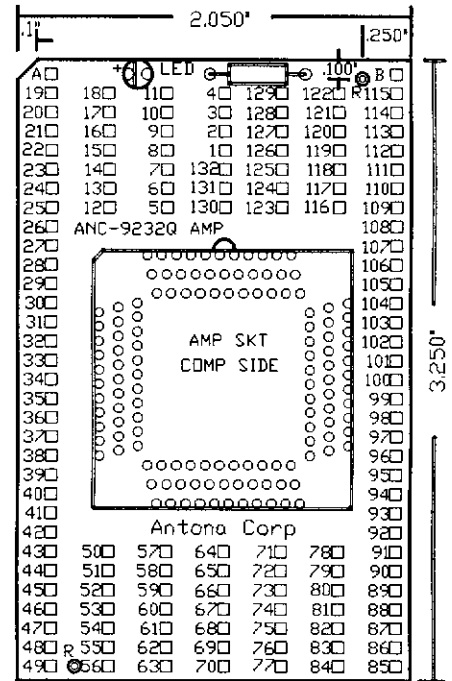 2.050"
.1" .250"
A + LED .100" B
19 18 11 4 129 122 R 115
20 17 10 3 128 121 114
21 16 9 2 127 120 113
22 15 8 1 126 119 112
23 14 7 132 125 118 111
24 13 6 131 124 117 110
25 12 5 130 123 116 109
26 ANC-9232Q AMP 108
27 107
28 106
29 105
30 104
31 103
32 AMP SKT 102
33 COMP SIDE 101
34 100
35 99
36 98
37 97
38 96
39 95
40 94
41 93
42 Antona Corp 92
43 50 57 64 71 78 91
44 51 58 65 72 79 90
45 52 59 66 73 80 89
46 53 60 67 74 81 88
47 54 61 68 75 82 87
48 R 55 62 69 76 83 86
49 56 63 70 77 84 85
3.250"